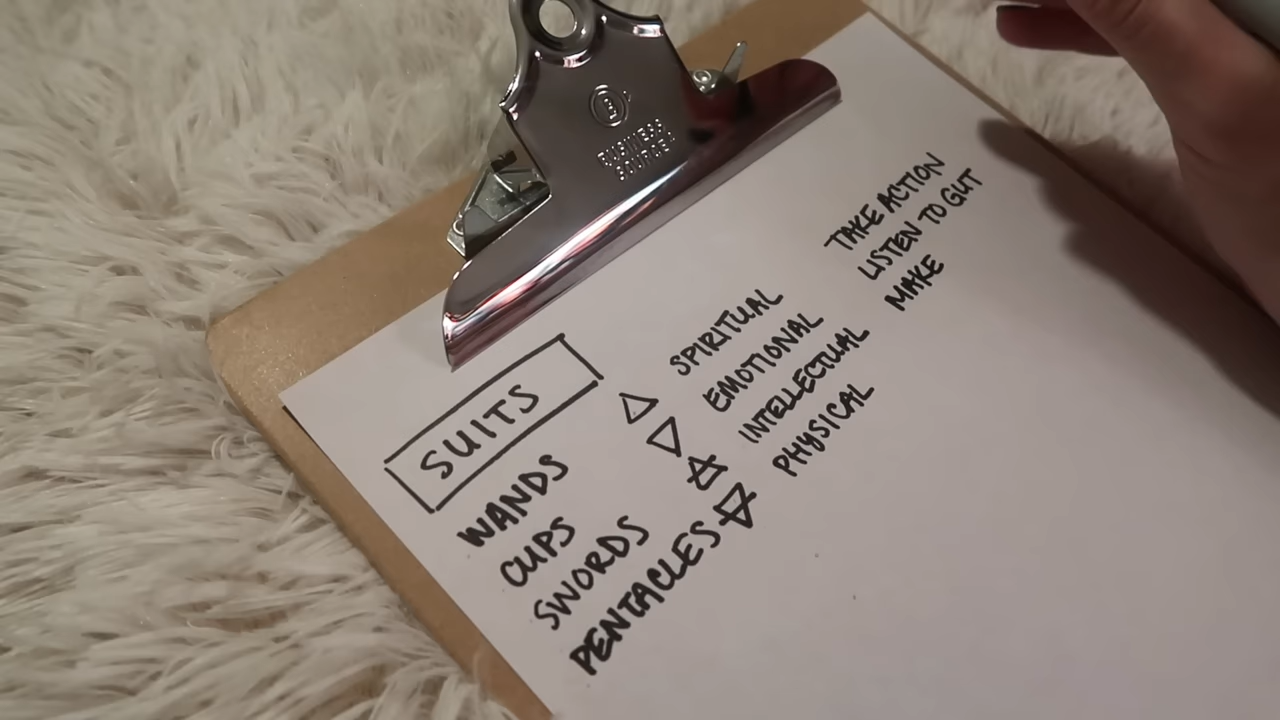 BUSINESS
SOURCE
SUITS
WANDS SPIRITUAL TAKE ACTION
CUPS EMOTIONAL LISTEN TO GUT
SWORDS INTELLECTUAL MAKE
PENTACLES PHYSICAL